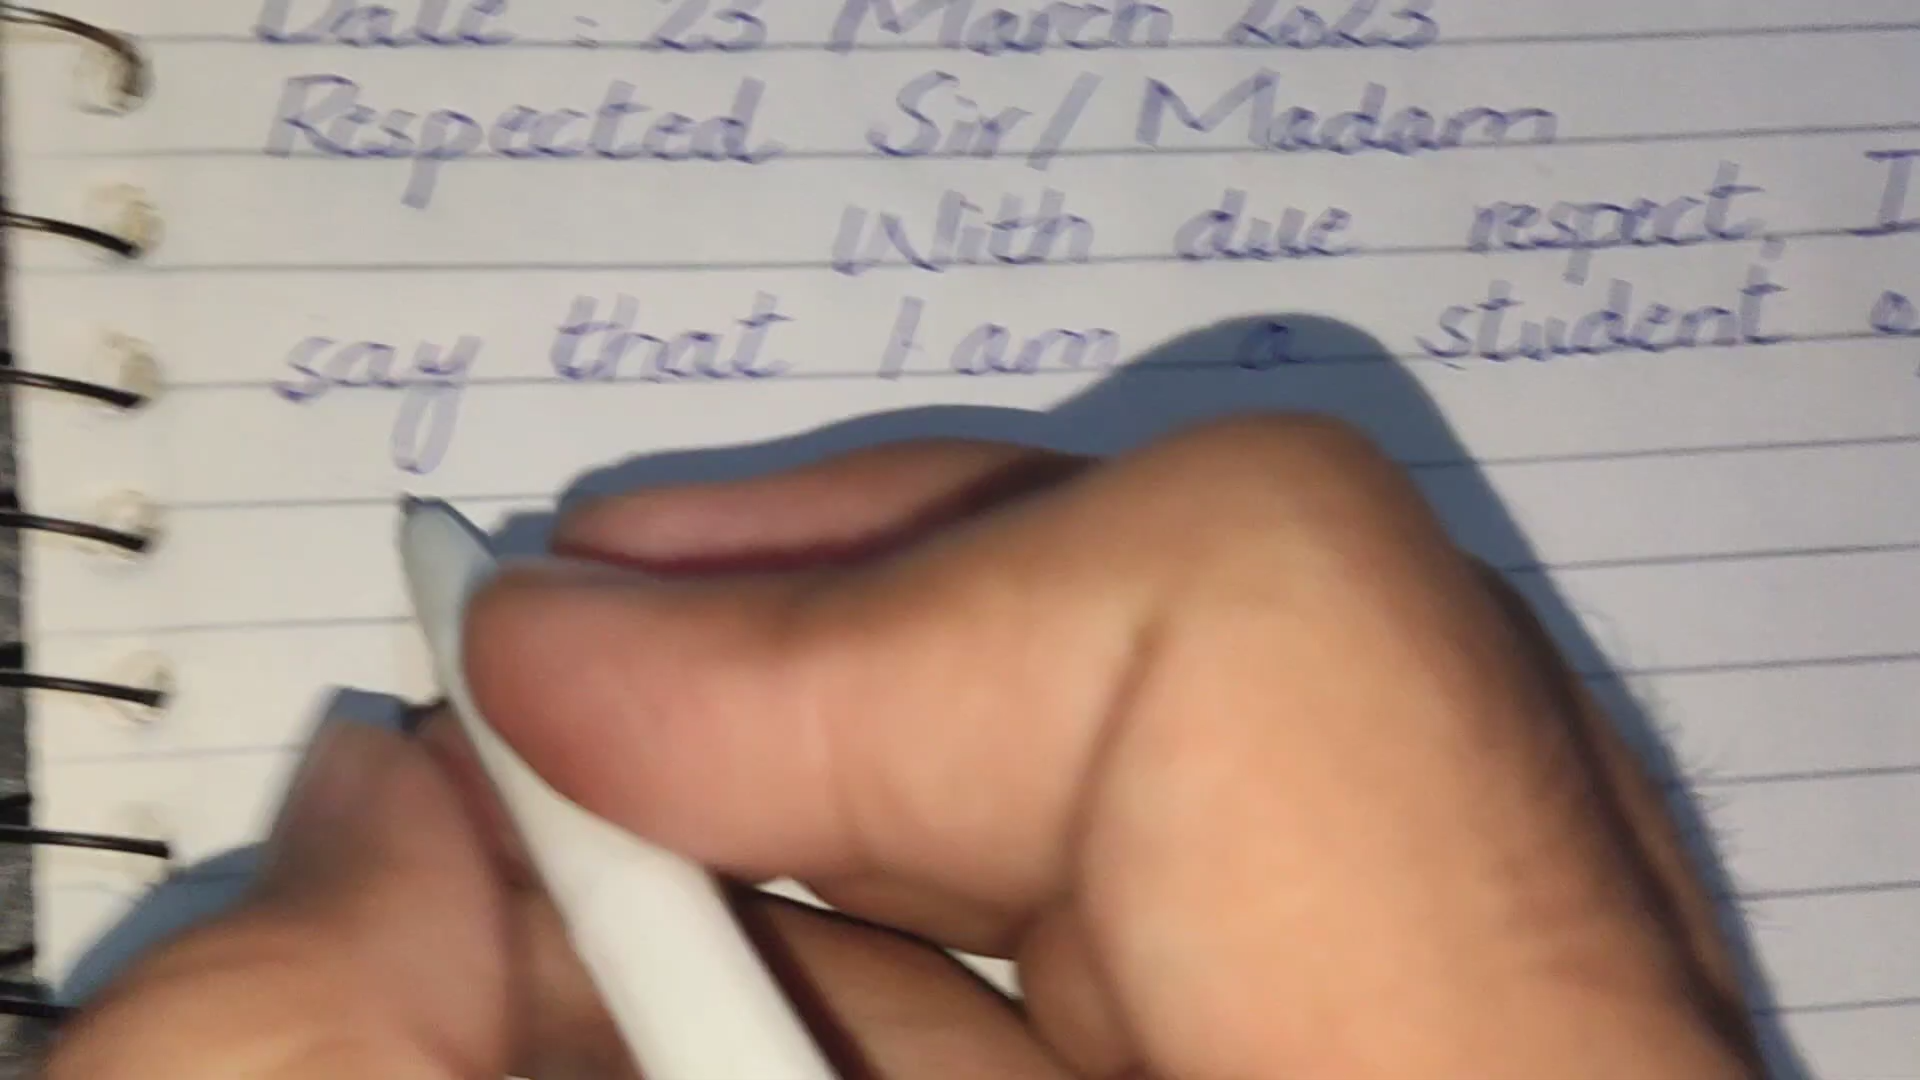 Date : 23 March 2023
Respected Sir/Madam
With due respect, I
say that I am a student